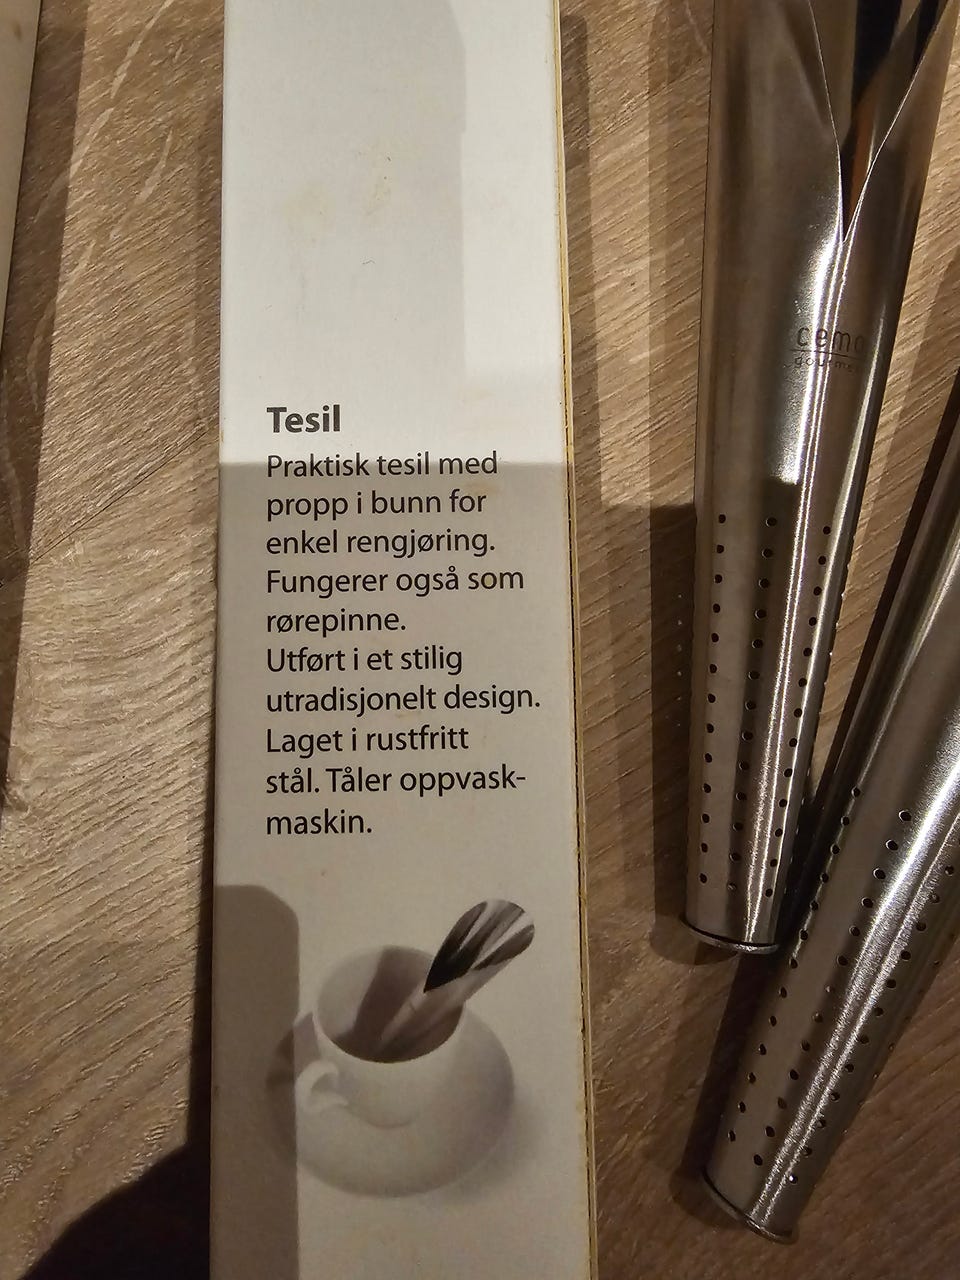 Tesil
Praktisk tesil med
propp i bunn for
enkel rengjøring.
Fungerer også som
rørepinne.
Utført i et stilig
utradisjonelt design.
Laget i rustfritt
stål. Tåler oppvask-
maskin.